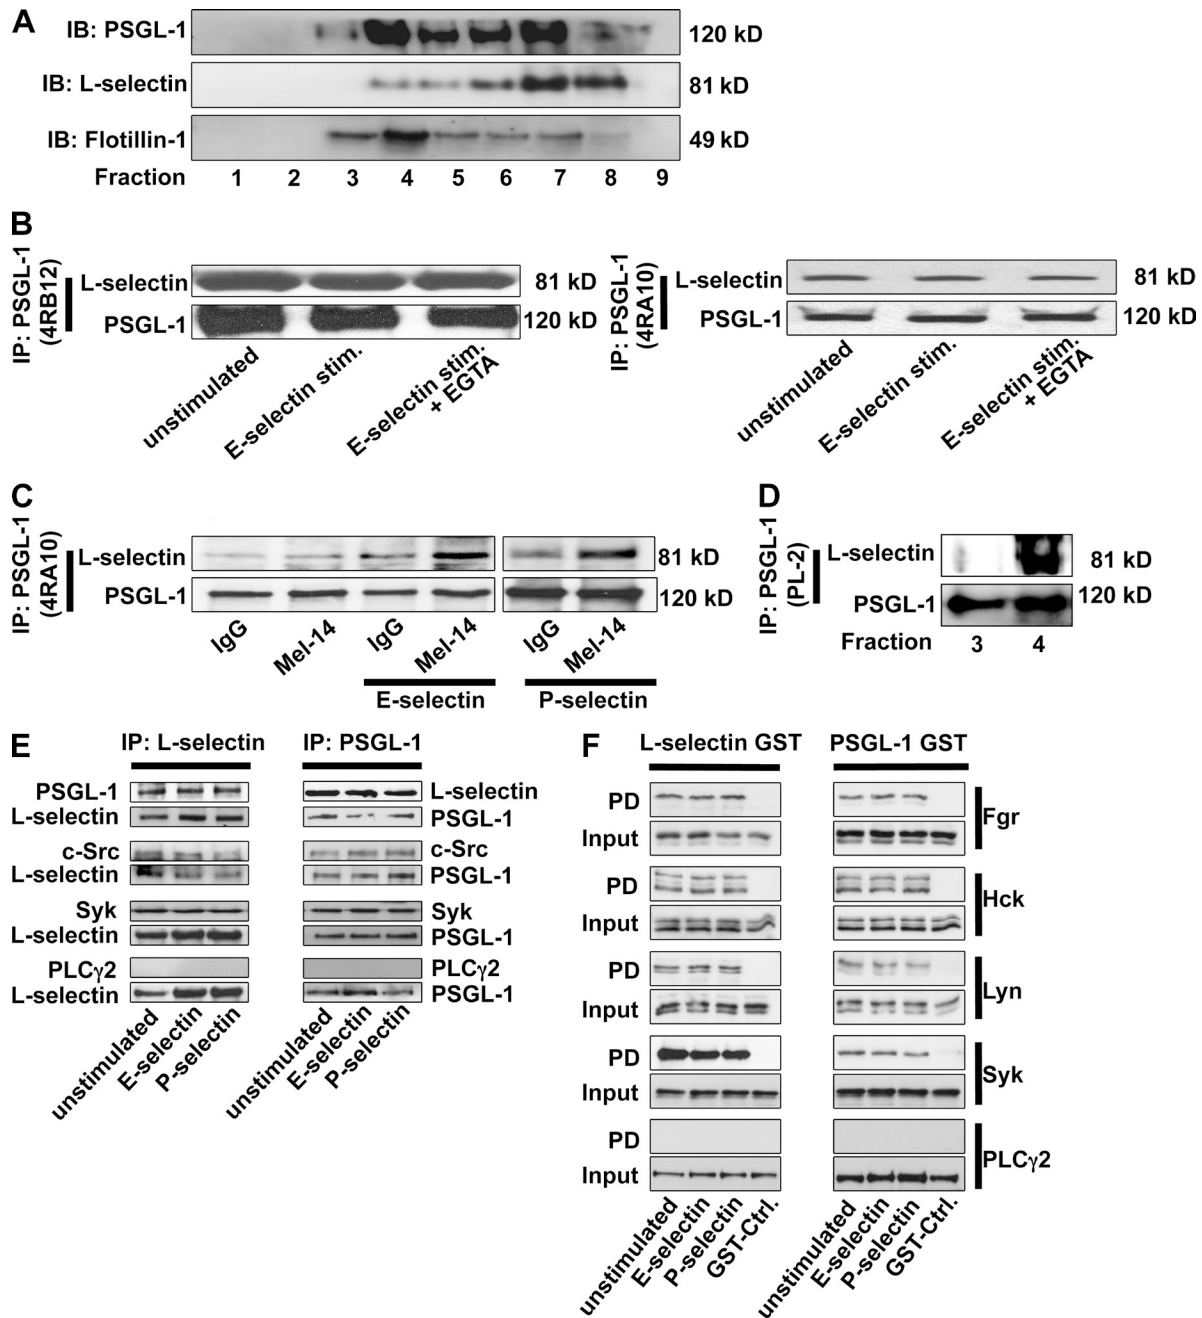 A
IB: PSGL-1
120 kD
IB: L-selectin
81 kD
IB: Flotillin-1
49 kD
Fraction 1 2 3 4 5 6 7 8 9
B
IP: PSGL-1
(4RB12)
L-selectin
81 kD
PSGL-1
120 kD
unstimulated
E-selectin stim.
E-selectin stim.
+ EGTA
IP: PSGL-1
(4RA10)
L-selectin
81 kD
PSGL-1
120 kD
unstimulated
E-selectin stim.
E-selectin stim.
+ EGTA
C
IP: PSGL-1
(4RA10)
L-selectin
81 kD
PSGL-1
120 kD
IgG
Mel-14
IgG
Mel-14
IgG
Mel-14
E-selectin
P-selectin
D
IP: PSGL-1
(PL-2)
L-selectin
81 kD
PSGL-1
120 kD
Fraction 3 4
E
IP: L-selectin
IP: PSGL-1
PSGL-1
L-selectin
L-selectin
PSGL-1
c-Src
c-Src
L-selectin
PSGL-1
Syk
Syk
L-selectin
PSGL-1
PLCγ2
PLCγ2
L-selectin
PSGL-1
unstimulated
E-selectin
P-selectin
unstimulated
E-selectin
P-selectin
F
L-selectin GST
PSGL-1 GST
PD
Input
Fgr
PD
Input
Hck
PD
Input
Lyn
PD
Input
Syk
PD
Input
PLCγ2
unstimulated
E-selectin
P-selectin
GST-Ctrl.
unstimulated
E-selectin
P-selectin
GST-Ctrl.